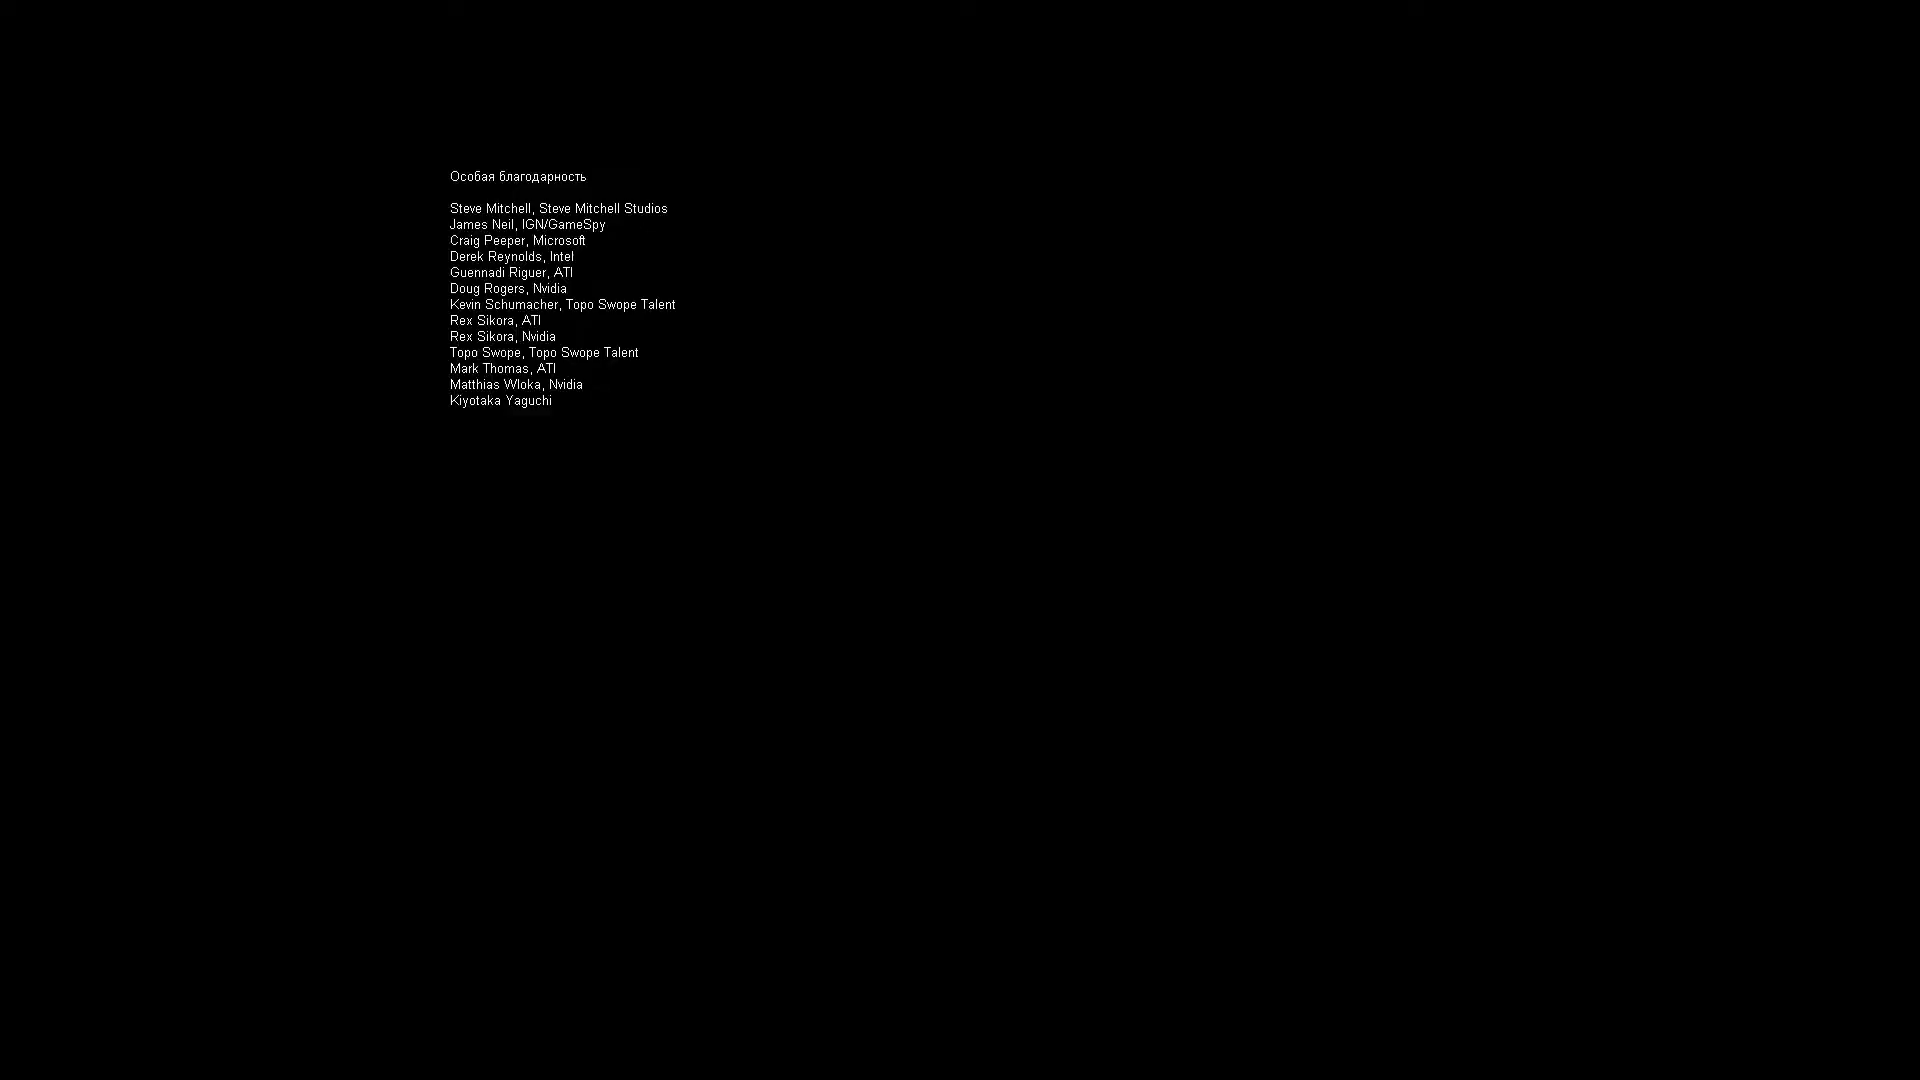 Особая благодарность
Steve Mitchell, Steve Mitchell Studios
James Neil, IGN/GameSpy
Craig Peeper, Microsoft
Derek Reynolds, Intel
Guennadi Riguer, ATI
Doug Rogers, Nvidia
Kevin Schumacher, Topo Swope Talent
Rex Sikora, ATI
Rex Sikora, Nvidia
Topo Swope, Topo Swope Talent
Mark Thomas, ATI
Matthias Wloka, Nvidia
Kiyotaka Yaguchi